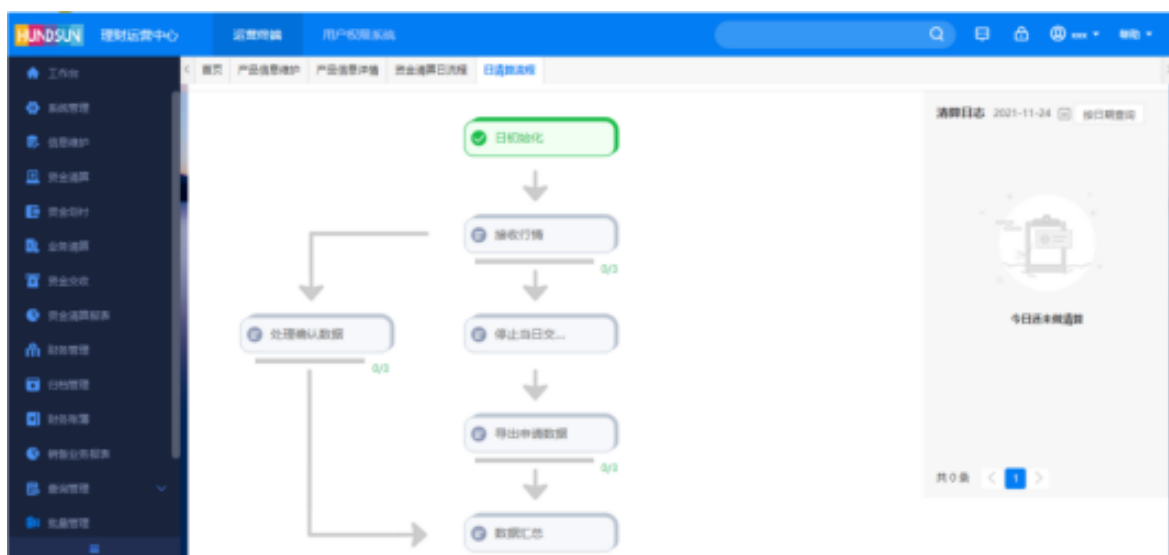 HUNDSUN 理财运营中心 运营终端 用户权限系统 xxx 帮助
工作台
系统管理
信息维护
资金清算
资金划付
业务清算
资金交收
资金清算报表
财务管理
归档管理
财务账簿
销售业务报表
查询管理
批量管理
首页 产品信息维护 产品信息详情 资金清算日流程 日清算流程
日初始化
接收行情
0/3
处理确认数据
0/3
停止当日交...
导出申请数据
0/3
数据汇总
清算日志 2021-11-24 按日期查询
今日还未做清算
共 0 条 < 1 >